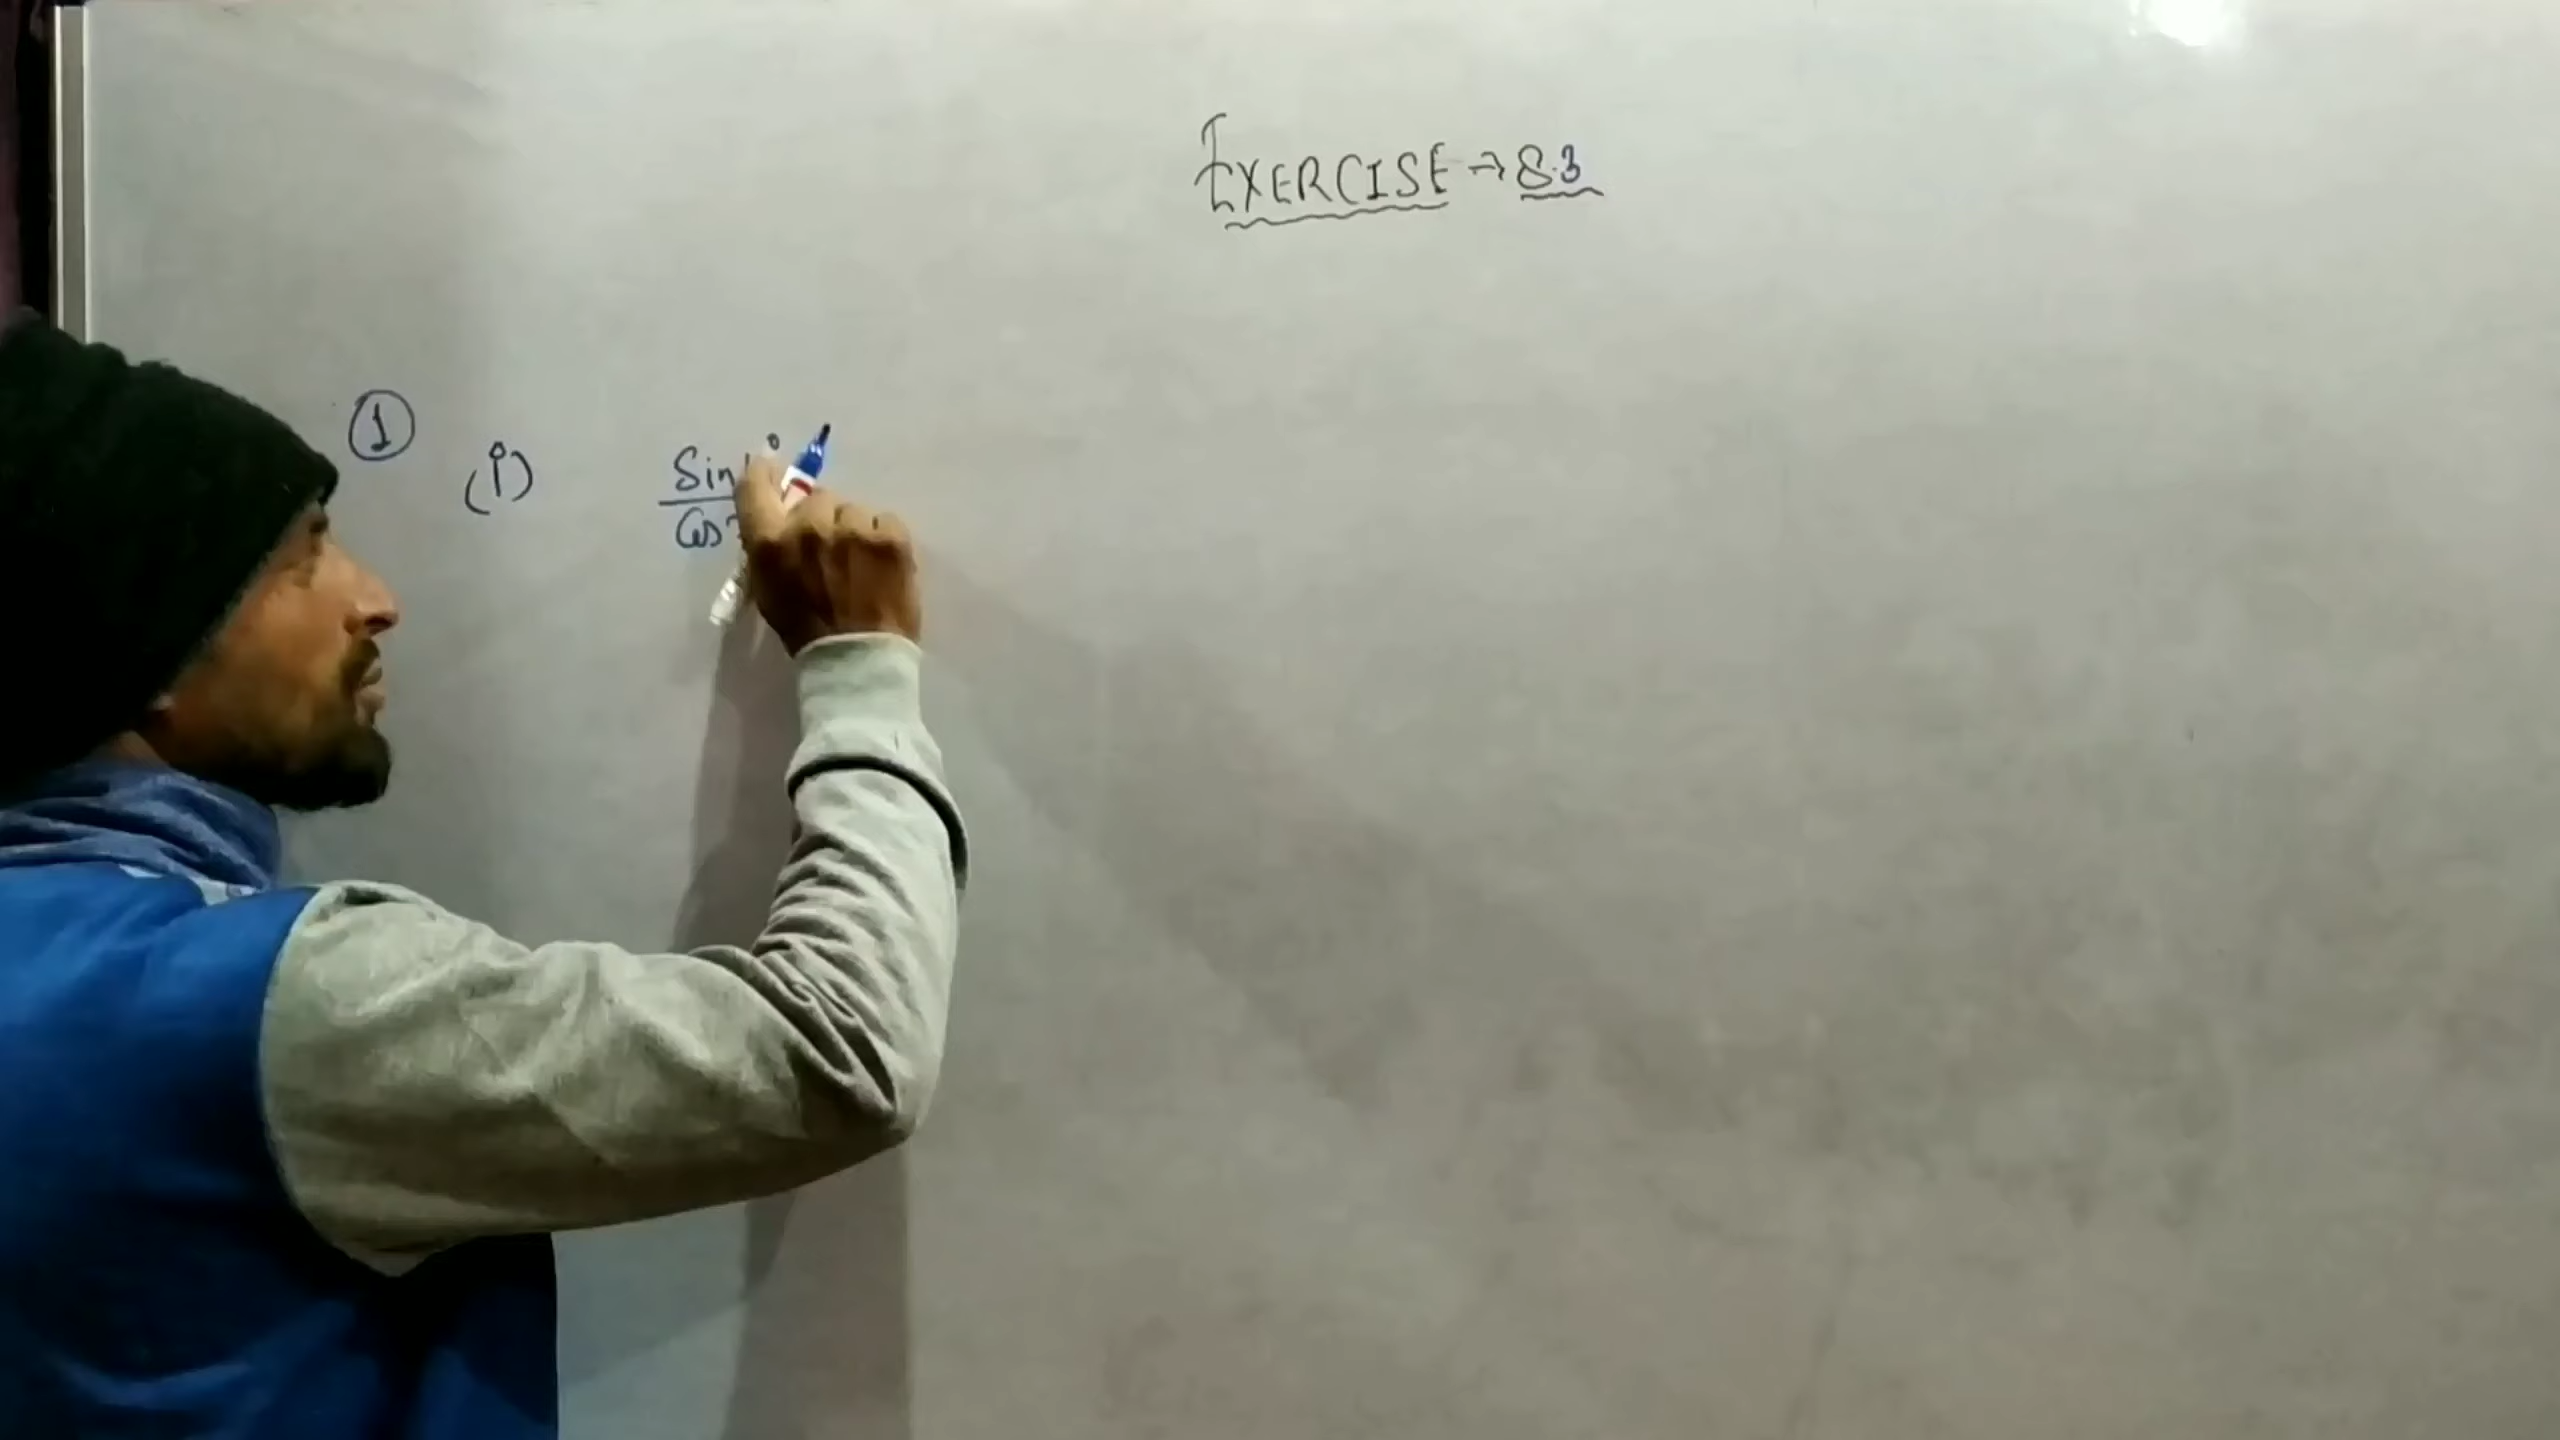 EXERCISE → 8.3
① (i) Sin
Cos